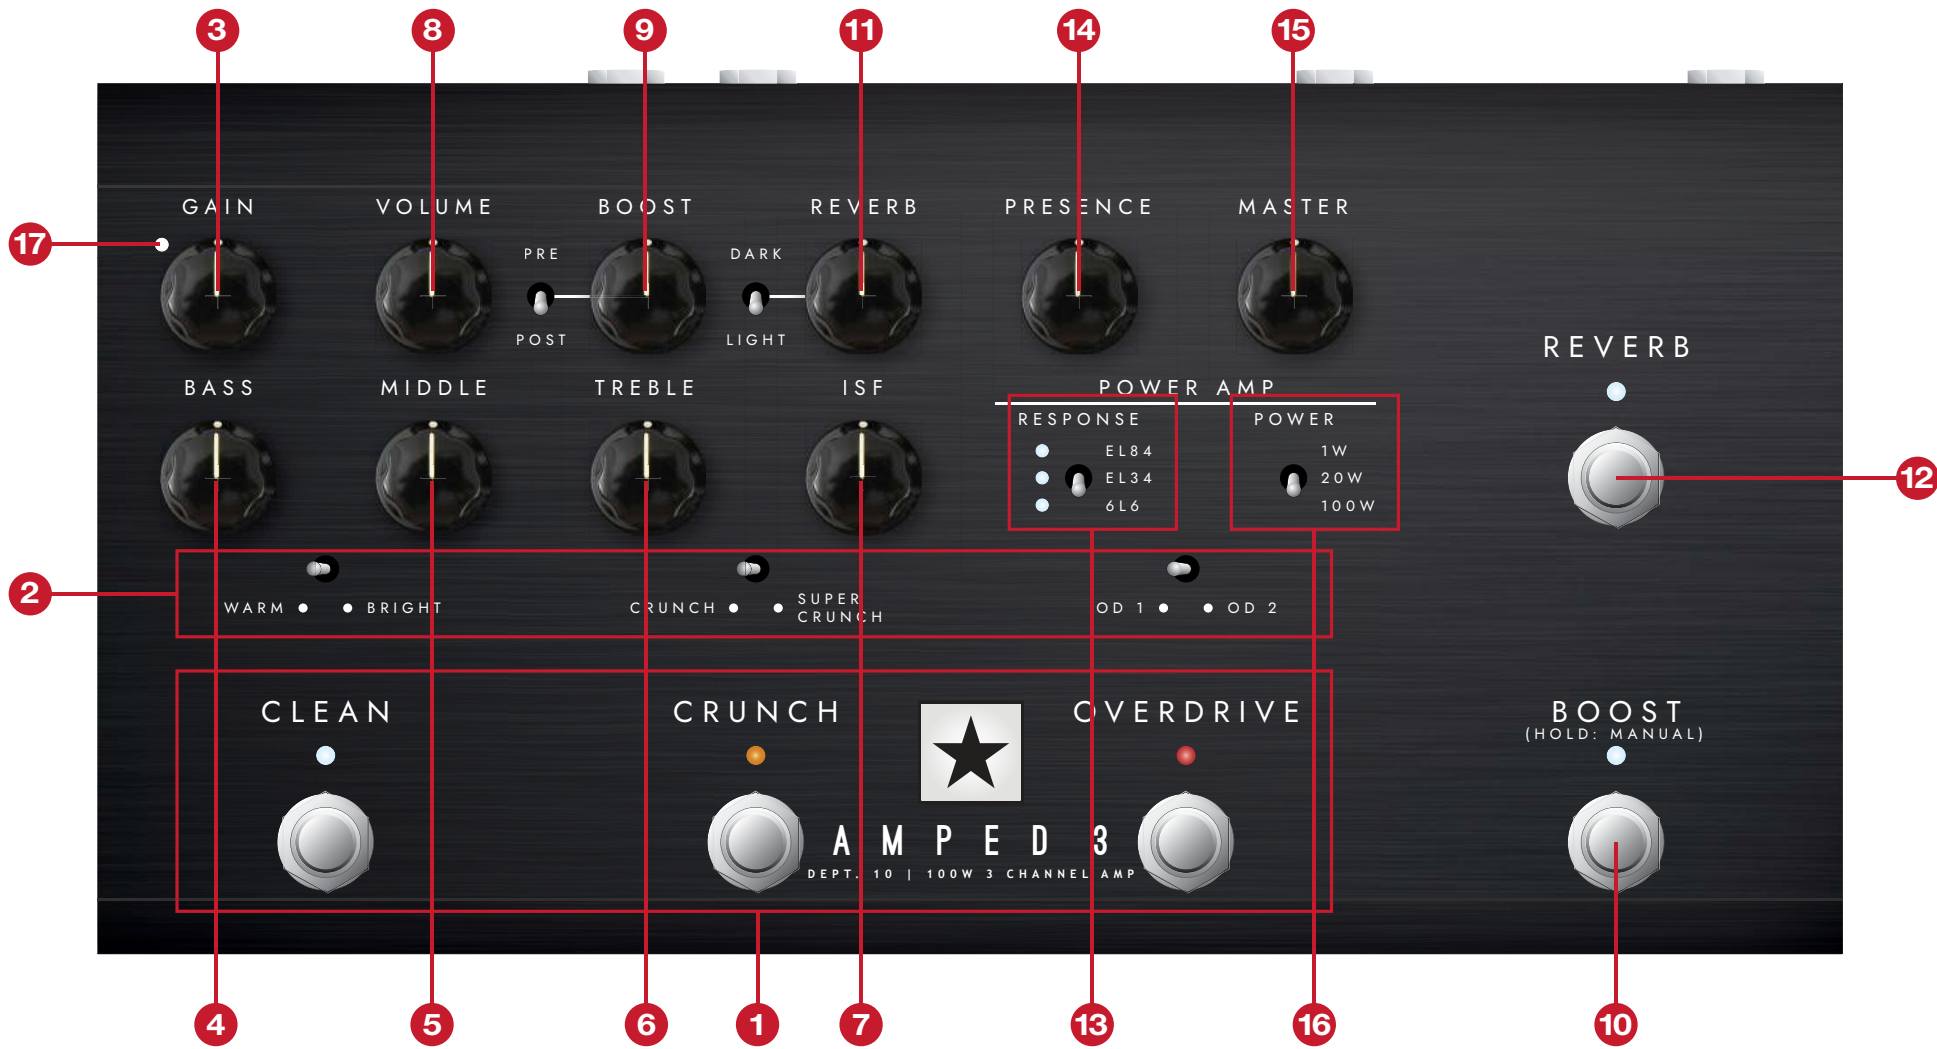 3 8 9 11 14 15
GAIN VOLUME BOOST REVERB PRESENCE MASTER
17
PRE DARK
POST LIGHT
REVERB
BASS MIDDLE TREBLE ISF POWER AMP
RESPONSE POWER
EL84 1W
EL34 20W
6L6 100W
12
2
WARM BRIGHT CRUNCH SUPER CRUNCH OD 1 OD 2
CLEAN CRUNCH OVERDRIVE BOOST
(HOLD: MANUAL)
AMPED 3
DEPT. 10 | 100W 3 CHANNEL AMP
4 5 6 1 7 13 16 10